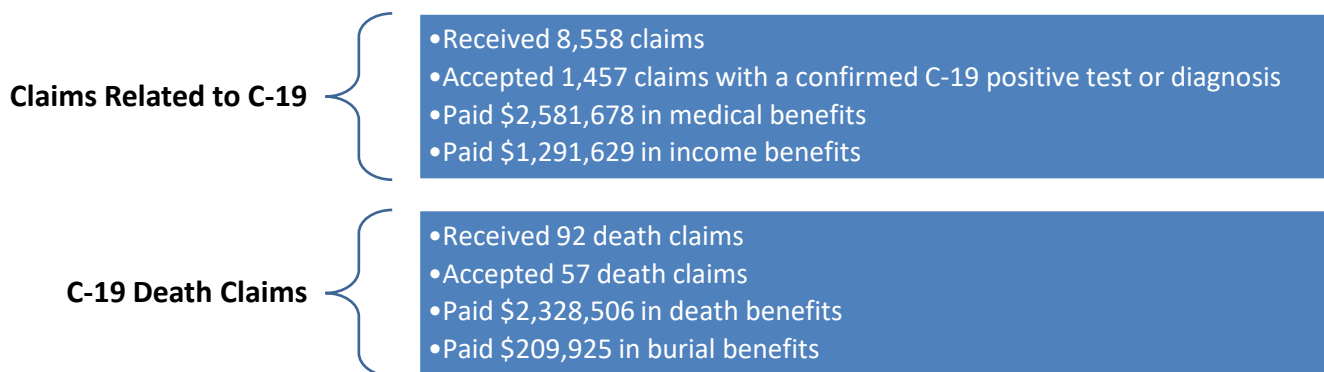 Claims Related to C-19
•Received 8,558 claims
•Accepted 1,457 claims with a confirmed C-19 positive test or diagnosis
•Paid $2,581,678 in medical benefits
•Paid $1,291,629 in income benefits
C-19 Death Claims
•Received 92 death claims
•Accepted 57 death claims
•Paid $2,328,506 in death benefits
•Paid $209,925 in burial benefits